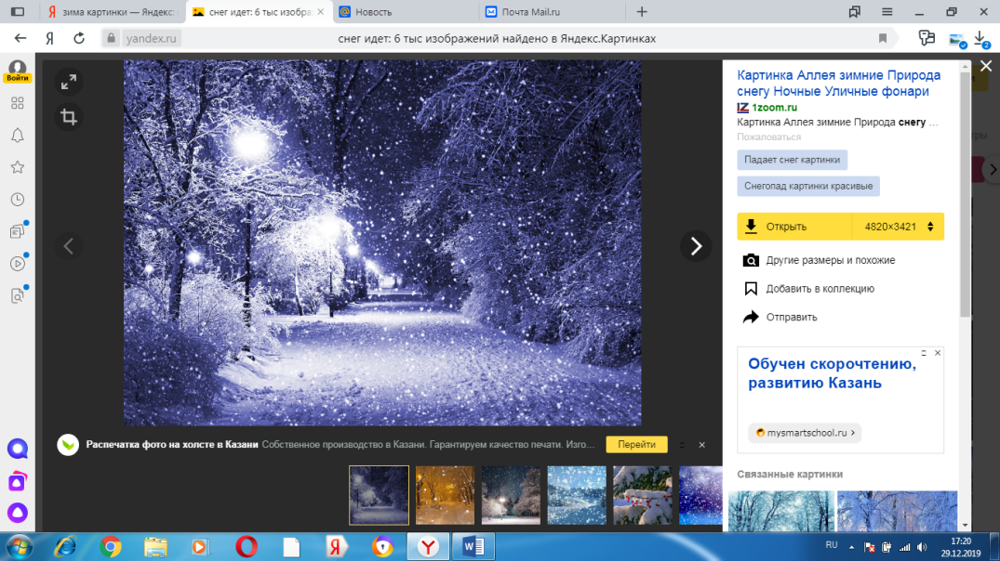 зима картинки — Яндекс:
снег идет: 6 тыс изобра:
Новость
Почта Mail.ru
Я
yandex.ru
снег идет: 6 тыс изображений найдено в Яндекс.Картинках
2
Войти
Картинка Аллея зимние Природа
снегу Ночные Уличные фонари
1zoom.ru
Картинка Аллея зимние Природа снегу ...
Пожаловаться
Падает снег картинки
Снегопад картинки красивые
Открыть
4820×3421
Другие размеры и похожие
Добавить в коллекцию
Отправить
Обучен скорочтению,
развитию Казань
mysmartschool.ru
Распечатка фото на холсте в Казани Собственное производство в Казани. Гарантируем качество печати. Изго...
Перейти
Связанные картинки
RU
17:20
29.12.2019